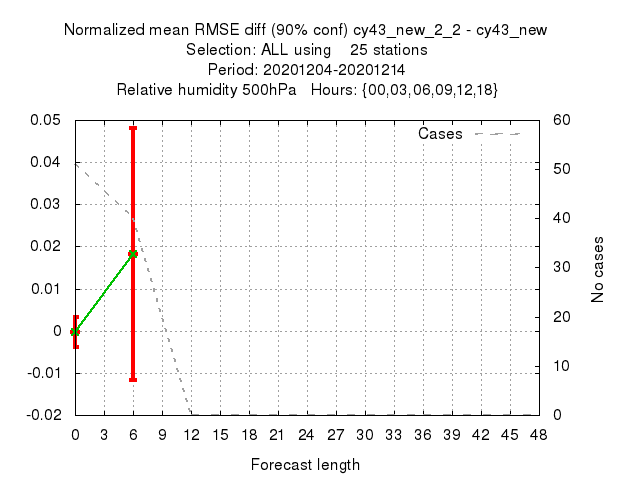 Normalized mean RMSE diff (90% conf) cy43_new_2_2 - cy43_new
Selection: ALL using    25 stations
Period: 20201204-20201214
Relative humidity 500hPa   Hours: {00,03,06,09,12,18}
0.05
0.04
0.03
0.02
0.01
0
-0.01
-0.02
Cases
60
50
40
30
20
10
0
No cases
0 3 6 9 12 15 18 21 24 27 30 33 36 39 42 45 48
Forecast length